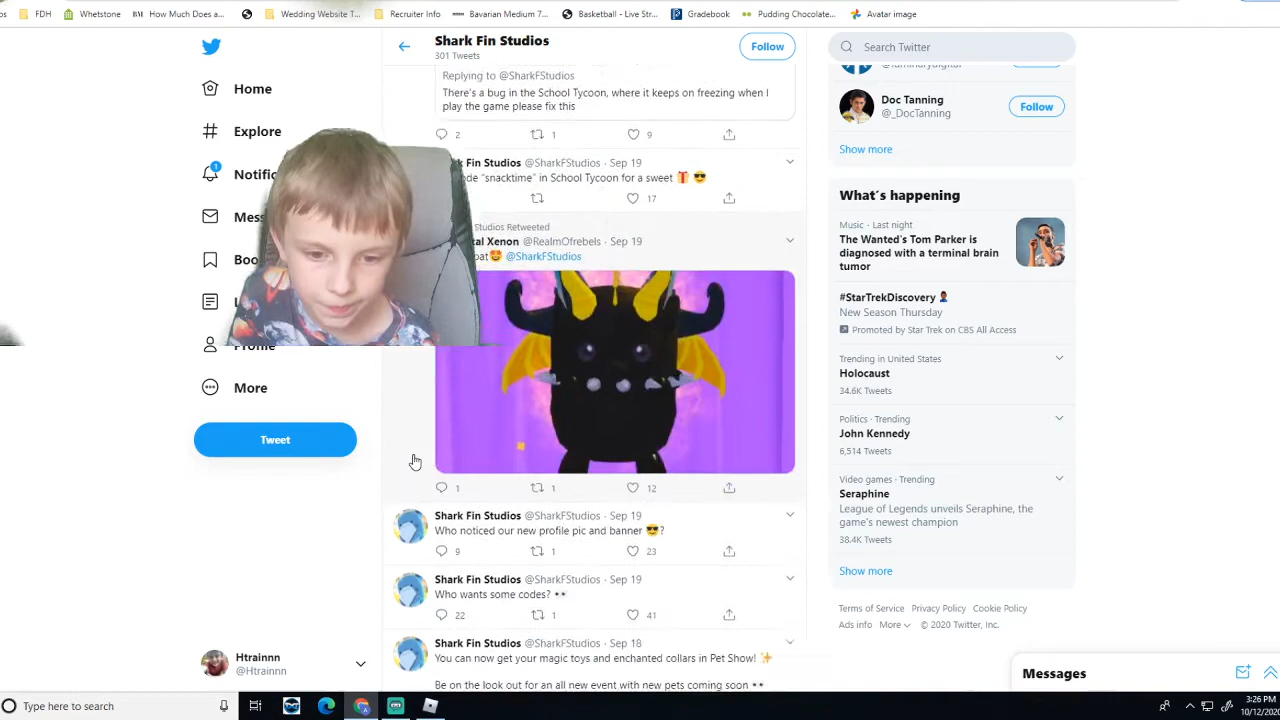 FDH
Whetstone
How Much Does a...
Wedding Website T...
Recruiter Info
Bavarian Medium 7...
Basketball - Live Str...
Gradebook
Pudding Coccolate...
Avatar image
Shark Fin Studios
301 Tweets
Follow
Search Twitter
Home
Explore
Notific
Mess
Boo
L
Profile
More
Tweet
Htrainnn
@Htrainnn
Replying to @SharkFStudios
There's a bug in the School Tycoon, where it keeps on freezing when I
play the game please fix this
2 1 9
k Fin Studios @SharkFStudios · Sep 19
de "snacktime" in School Tycoon for a sweet
17
Studios Retweeted
tal Xenon @RealmOfrebels · Sep 19
pat @SharkFStudios
1 1 12
Shark Fin Studios @SharkFStudios · Sep 19
Who noticed our new profile pic and banner 😎?
9 1 23
Shark Fin Studios @SharkFStudios · Sep 19
Who wants some codes? 👀
22 1 41
Shark Fin Studios @SharkFStudios · Sep 18
You can now get your magic toys and enchanted collars in Pet Show! ✨
Be on the look out for an all new event with new pets coming soon 👀
Doc Tanning
@_DocTanning
Follow
Show more
What's happening
Music · Last night
The Wanted's Tom Parker is
diagnosed with a terminal brain
tumor
#StarTrekDiscovery
New Season Thursday
Promoted by Star Trek on CBS All Access
Trending in United States
Holocaust
34.6K Tweets
Politics · Trending
John Kennedy
6,514 Tweets
Video games · Trending
Seraphine
League of Legends unveils Seraphine, the
game's newest champion
38.4K Tweets
Show more
Terms of Service Privacy Policy Cookie Policy
Ads info More © 2020 Twitter, Inc.
Messages
Type here to search
3:26 PM
10/12/2020